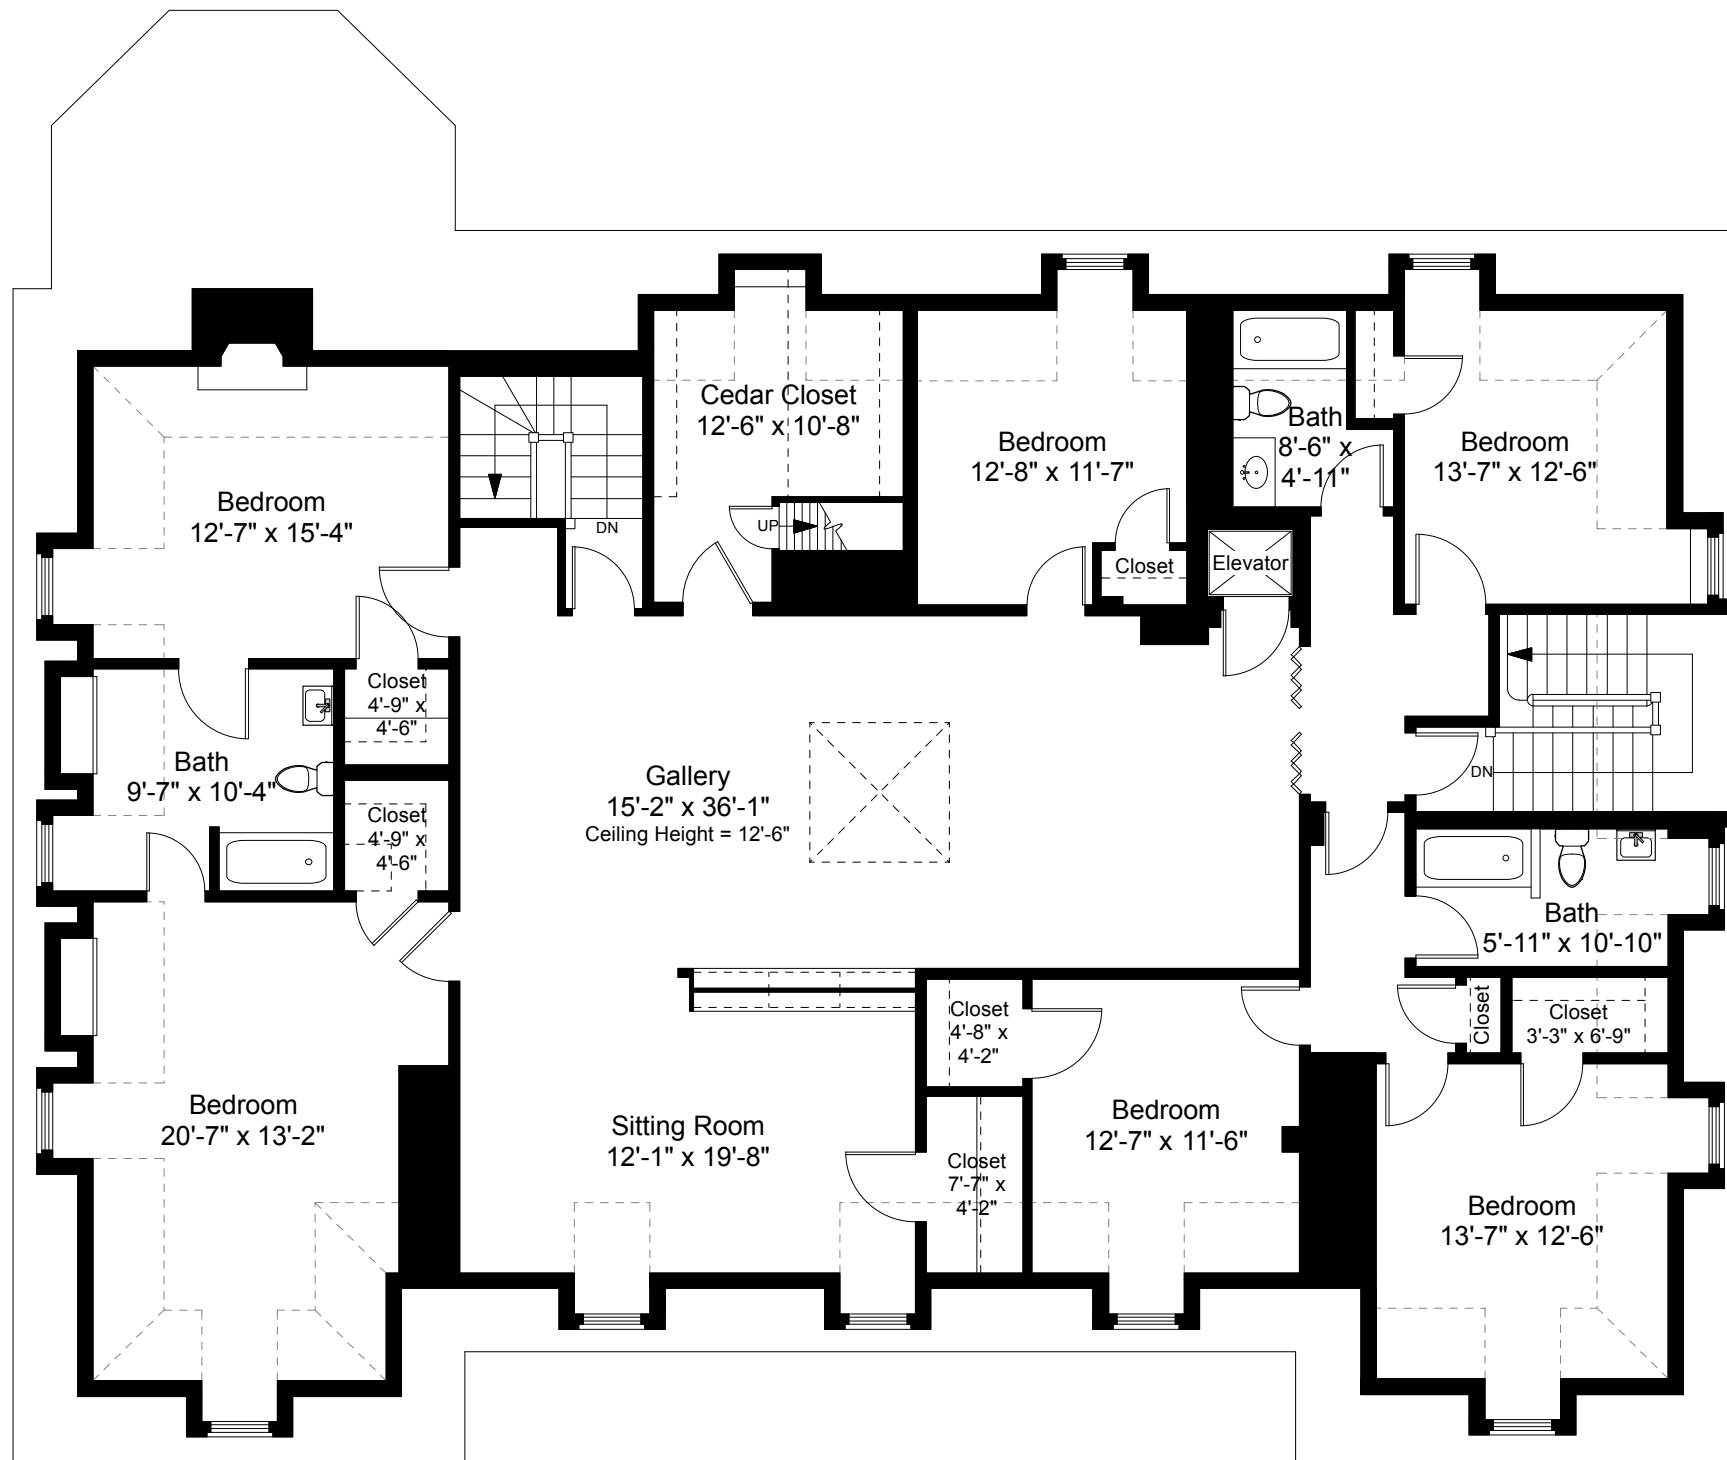 Cedar Closet
12'-6" x 10'-8"
Bedroom
12'-8" x 11'-7"
Bath
8'-6" x
4'-11"
Bedroom
13'-7" x 12'-6"
Bedroom
12'-7" x 15'-4"
DN
UP
Closet
Elevator
Closet
4'-9" x
4'-6"
Bath
9'-7" x 10'-4"
Closet
4'-9" x
4'-6"
Gallery
15'-2" x 36'-1"
Ceiling Height = 12'-6"
DN
Bath
5'-11" x 10'-10"
Closet
4'-8" x
4'-2"
Closet
Closet
3'-3" x 6'-9"
Bedroom
20'-7" x 13'-2"
Sitting Room
12'-1" x 19'-8"
Closet
7'-7" x
4'-2"
Bedroom
12'-7" x 11'-6"
Bedroom
13'-7" x 12'-6"